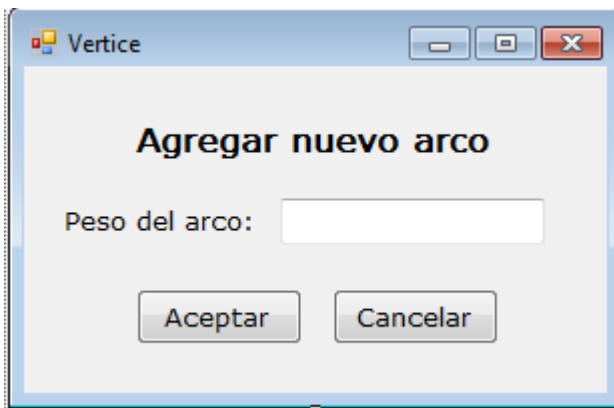 Vertice
Agregar nuevo arco
Peso del arco:
Aceptar Cancelar